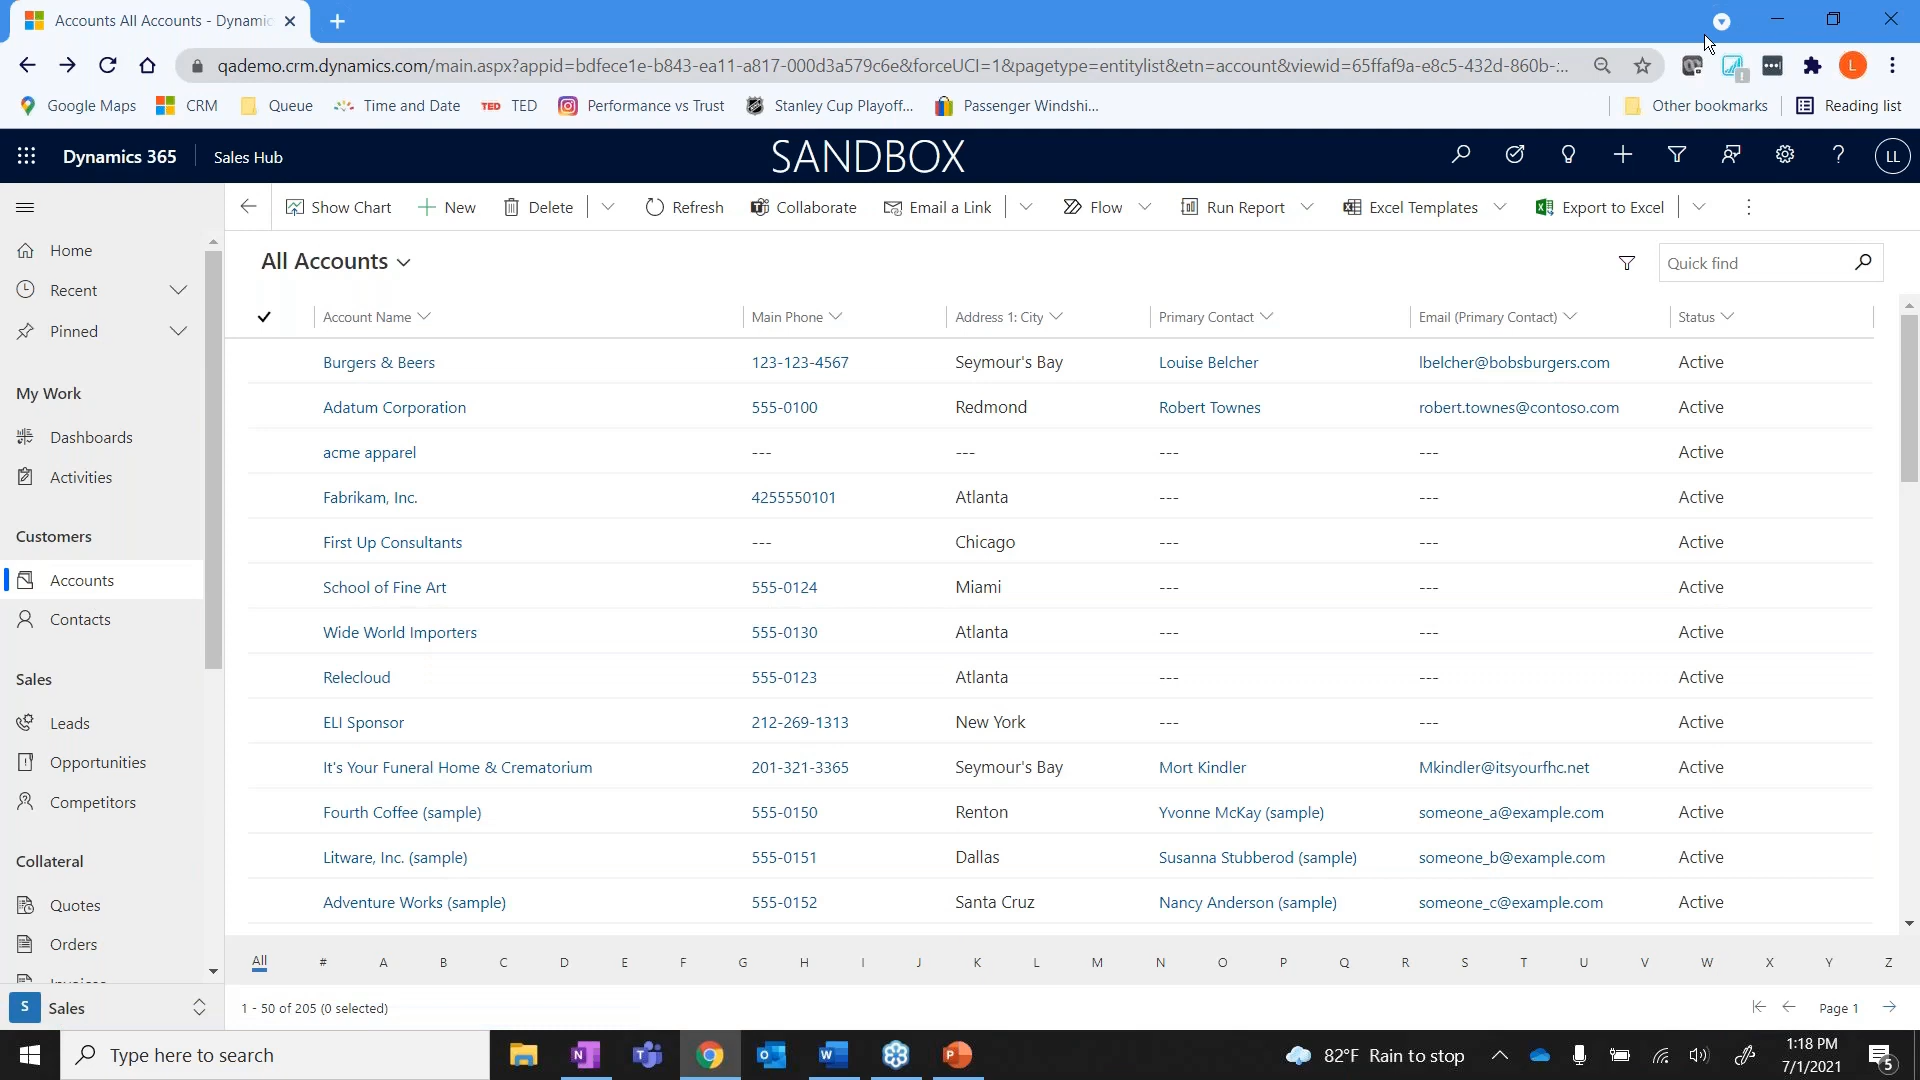 Accounts All Accounts - Dynamic
qademo.crm.dynamics.com/main.aspx?appid=bdfece1e-b843-ea11-a817-000d3a579c6e&forceUCI=1&pagetype=entitylist&etn=account&viewid=65ffaf9a-e8c5-432d-860b-:...
L
Google Maps CRM Queue Time and Date TED TED Performance vs Trust Stanley Cup Playoff... Passenger Windshi... Other bookmarks Reading list
Dynamics 365 Sales Hub SANDBOX LL
Show Chart New Delete Refresh Collaborate Email a Link Flow Run Report Excel Templates Export to Excel
Home
Recent
Pinned
My Work
Dashboards
Activities
Customers
Accounts
Contacts
Sales
Leads
Opportunities
Competitors
Collateral
Quotes
Orders
Invoices
S Sales
All Accounts
Quick find
Account Name Main Phone Address 1: City Primary Contact Email (Primary Contact) Status
Burgers & Beers 123-123-4567 Seymour's Bay Louise Belcher lbelcher@bobsburgers.com Active
Adatum Corporation 555-0100 Redmond Robert Townes robert.townes@contoso.com Active
acme apparel --- --- --- --- Active
Fabrikam, Inc. 4255550101 Atlanta --- --- Active
First Up Consultants --- Chicago --- --- Active
School of Fine Art 555-0124 Miami --- --- Active
Wide World Importers 555-0130 Atlanta --- --- Active
Relecloud 555-0123 Atlanta --- --- Active
ELI Sponsor 212-269-1313 New York --- --- Active
It's Your Funeral Home & Crematorium 201-321-3365 Seymour's Bay Mort Kindler Mkindler@itsyourfhc.net Active
Fourth Coffee (sample) 555-0150 Renton Yvonne McKay (sample) someone_a@example.com Active
Litware, Inc. (sample) 555-0151 Dallas Susanna Stubberod (sample) someone_b@example.com Active
Adventure Works (sample) 555-0152 Santa Cruz Nancy Anderson (sample) someone_c@example.com Active
All # A B C D E F G H I J K L M N O P Q R S T U V W X Y Z
1 - 50 of 205 (0 selected) Page 1
Type here to search
82°F Rain to stop
1:18 PM
7/1/2021
5